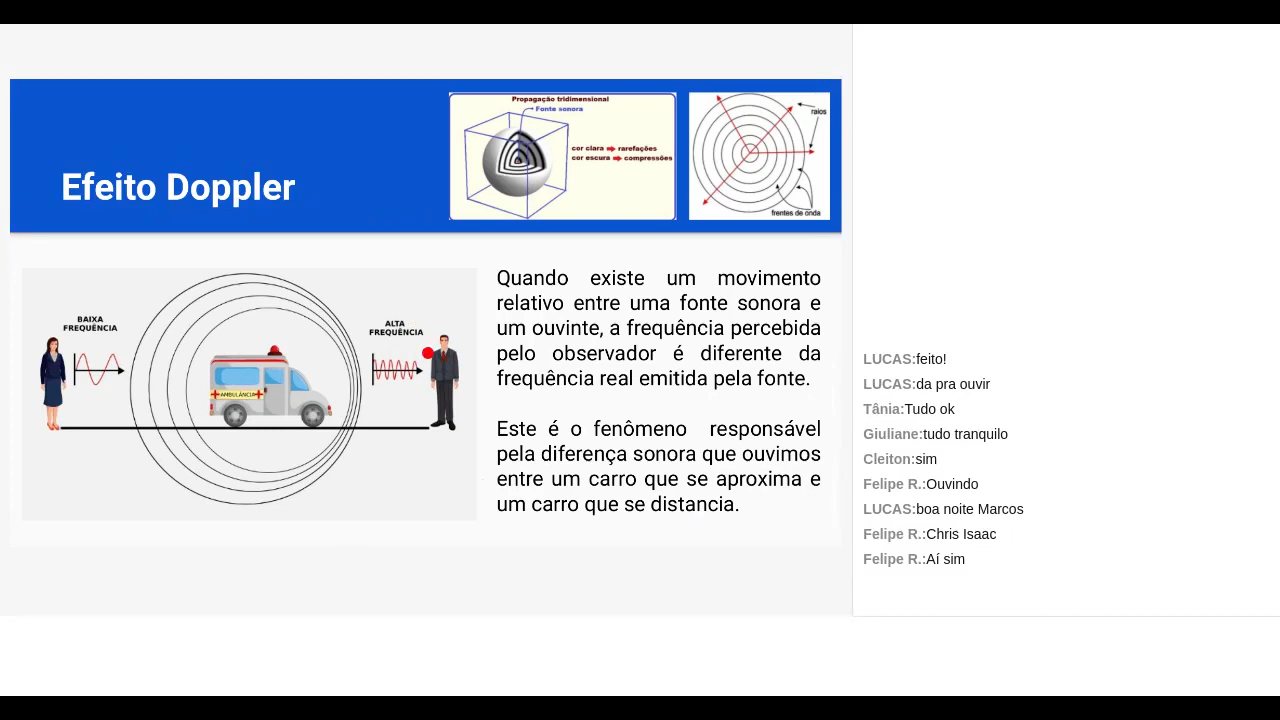 Propagação tridimensional
Fonte sonora
cor clara ➡ rarefações
cor escura ➡ compressões
raios
frentes de onda
Efeito Doppler
BAIXA
FREQUÊNCIA
ALTA
FREQUÊNCIA
AMBULÂNCIA
Quando existe um movimento
relativo entre uma fonte sonora e
um ouvinte, a frequência percebida
pelo observador é diferente da
frequência real emitida pela fonte.
Este é o fenômeno responsável
pela diferença sonora que ouvimos
entre um carro que se aproxima e
um carro que se distancia.
LUCAS:feito!
LUCAS:da pra ouvir
Tânia:Tudo ok
Giuliane:tudo tranquilo
Cleiton:sim
Felipe R.:Ouvindo
LUCAS:boa noite Marcos
Felipe R.:Chris Isaac
Felipe R.:Aí sim